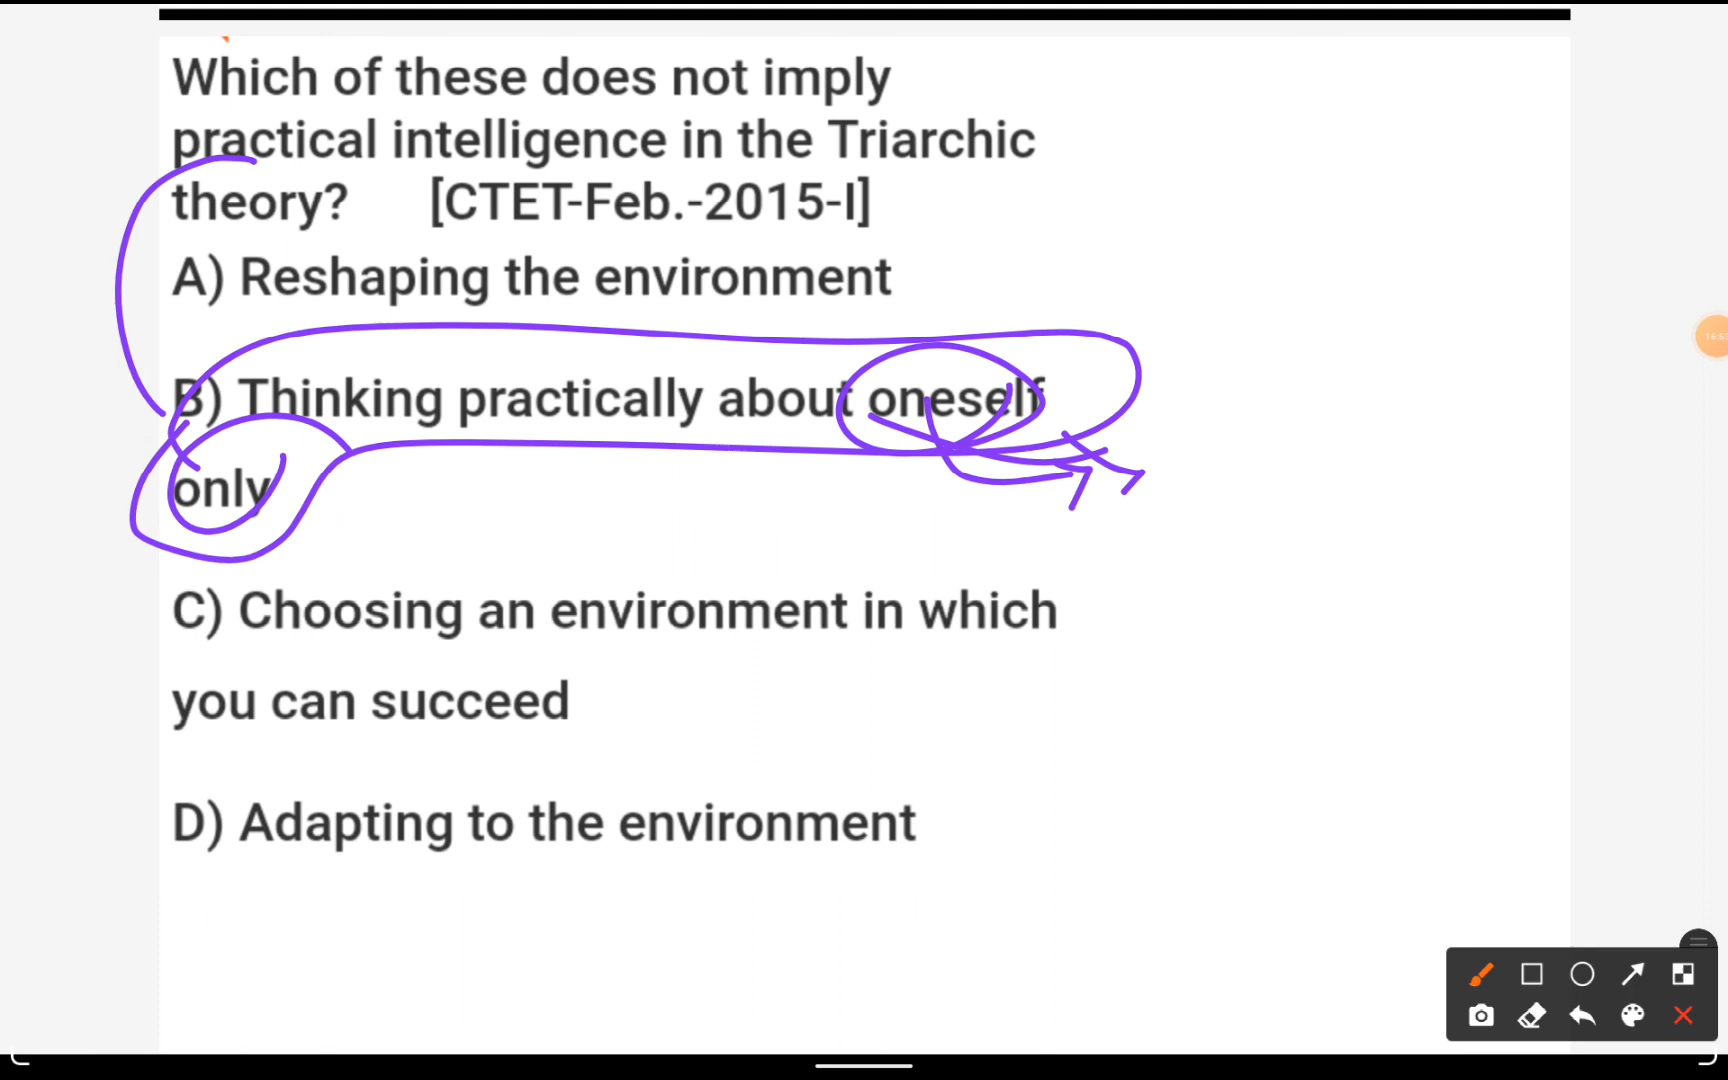 Which of these does not imply
practical intelligence in the Triarchic
theory? [CTET-Feb.-2015-I]
A) Reshaping the environment
B) Thinking practically about oneself
only
C) Choosing an environment in which
you can succeed
D) Adapting to the environment